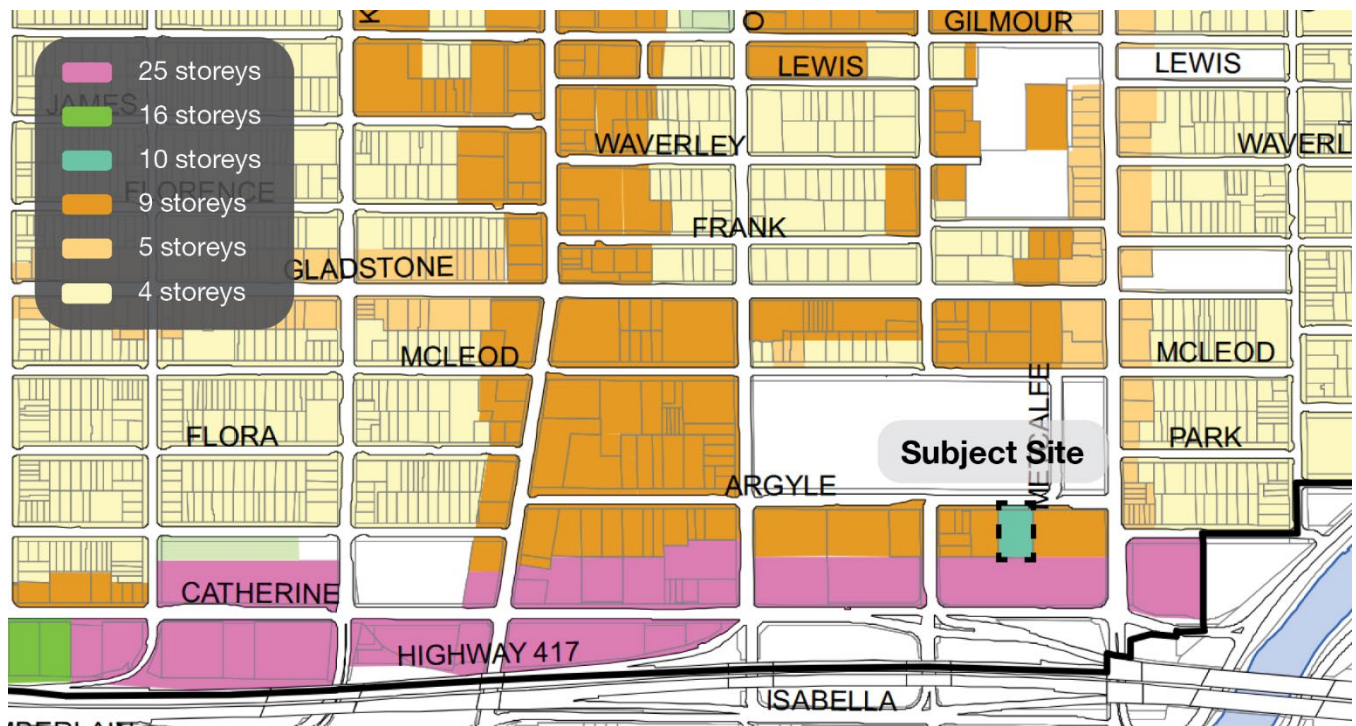 GILMOUR
LEWIS
LEWIS
25 storeys
JAMES
16 storeys
WAVERLEY
WAVERL
10 storeys
FLORENCE
9 storeys
FRANK
5 storeys
GLADSTONE
4 storeys
MCLEOD
MCLEOD
METCALFE
FLORA
PARK
Subject Site
ARGYLE
CATHERINE
HIGHWAY 417
ISABELLA